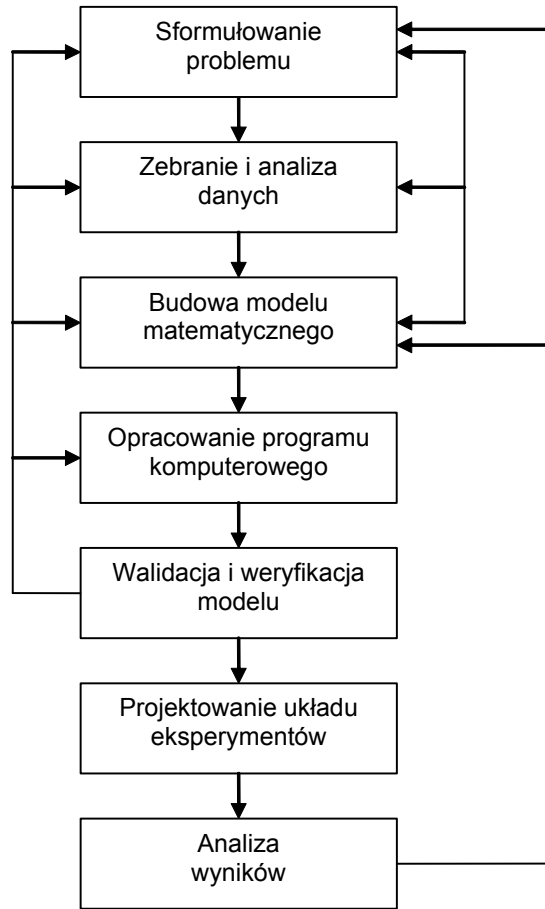 Sformułowanie
problemu
Zebranie i analiza
danych
Budowa modelu
matematycznego
Opracowanie programu
komputerowego
Walidacja i weryfikacja
modelu
Projektowanie układu
eksperymentów
Analiza
wyników